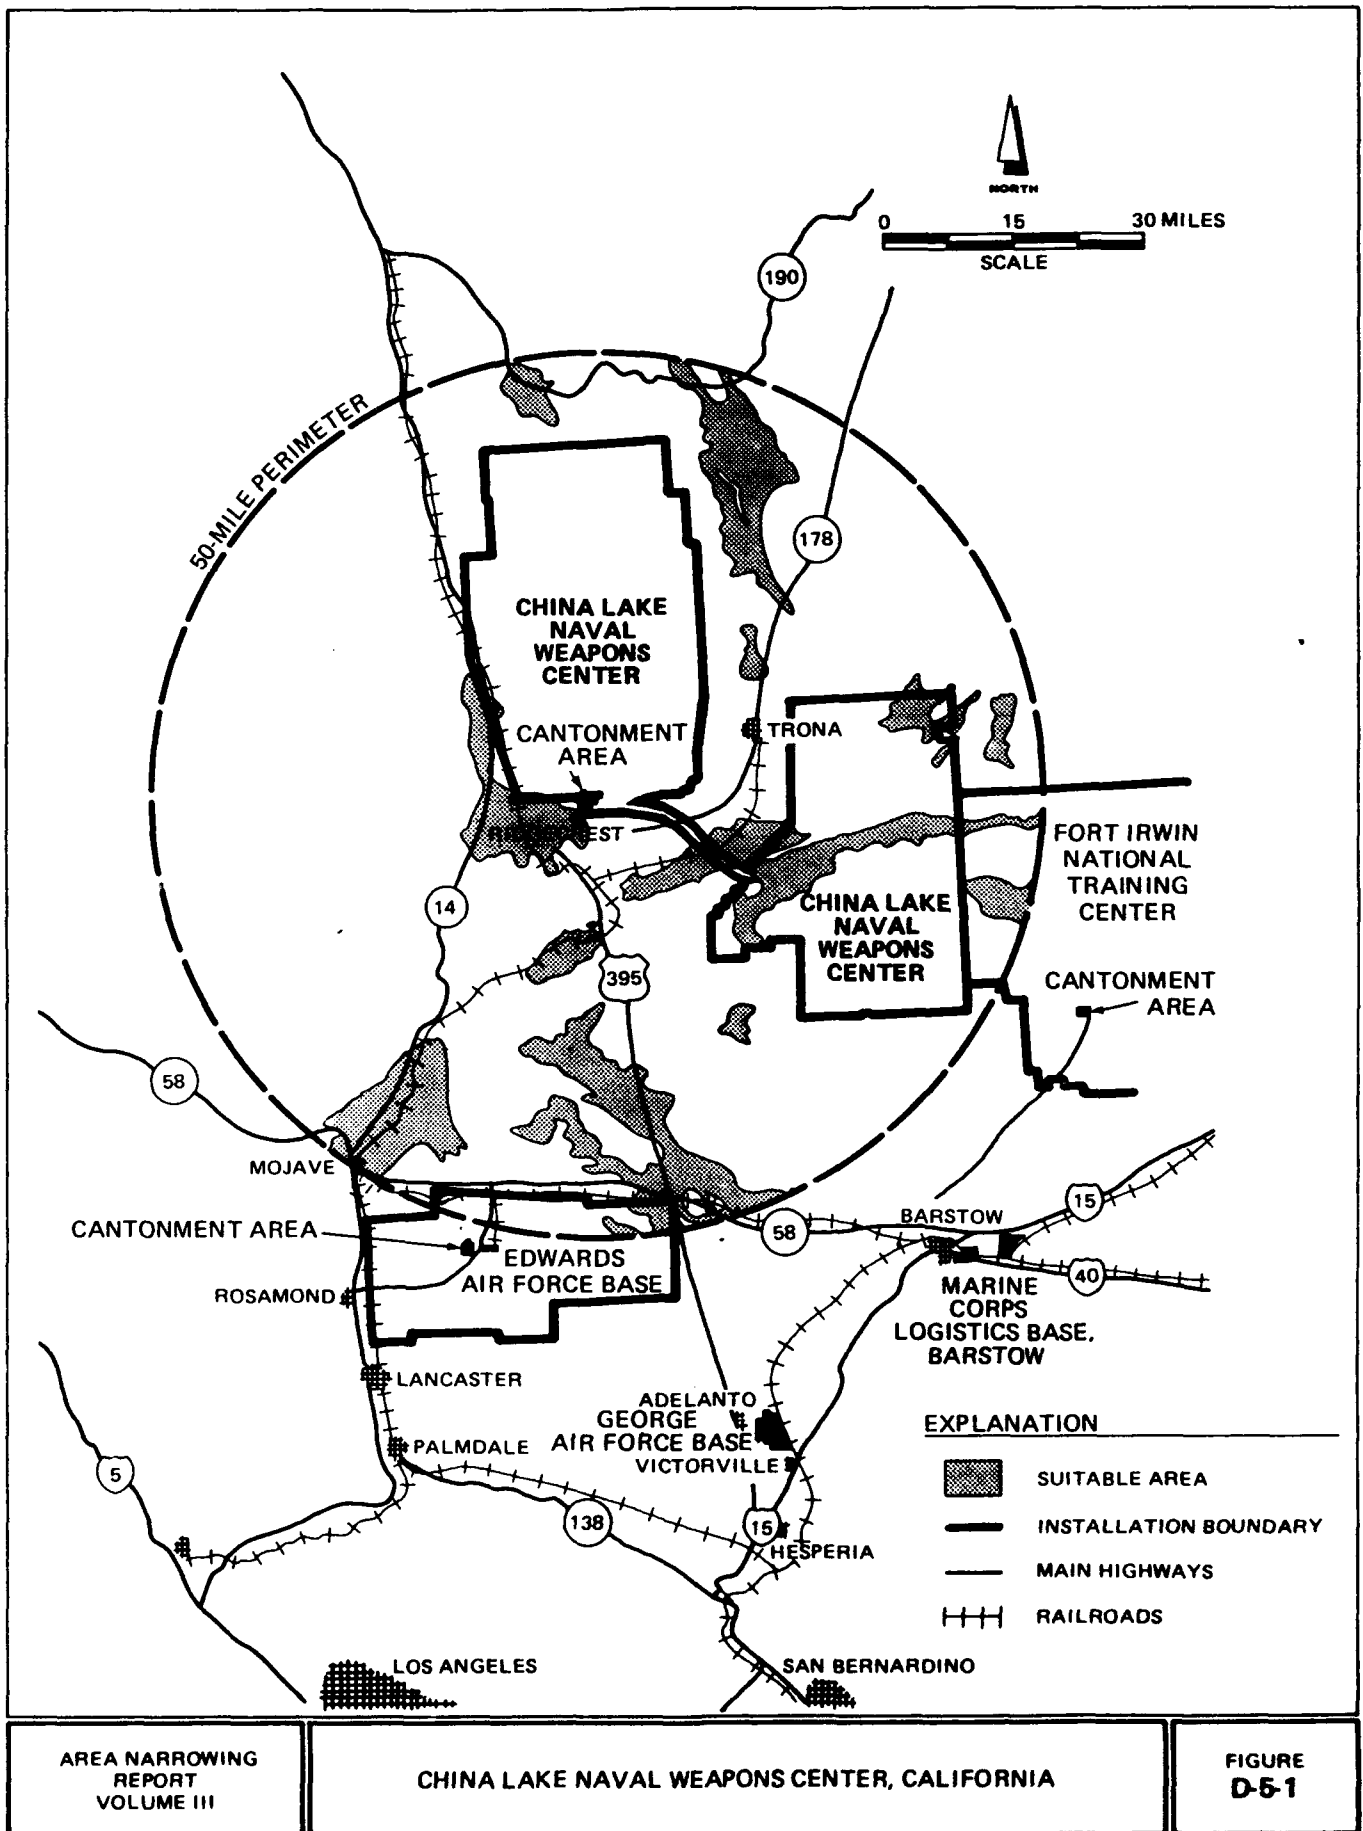 NORTH
0 15 30 MILES
SCALE
190
50-MILE PERIMETER
178
CHINA LAKE
NAVAL
WEAPONS
CENTER
CANTONMENT
AREA
TRONA
FORT IRWIN
NATIONAL
TRAINING
CENTER
14
CHINA LAKE
NAVAL
WEAPONS
CENTER
395
CANTONMENT
AREA
58
MOJAVE
CANTONMENT AREA
EDWARDS
AIR FORCE BASE
ROSAMOND
58
BARSTOW
15
40
MARINE
CORPS
LOGISTICS BASE,
BARSTOW
LANCASTER
ADELANTO
GEORGE
AIR FORCE BASE
VICTORVILLE
PALMDALE
5
138
15
HESPERIA
LOS ANGELES
SAN BERNARDINO
EXPLANATION
SUITABLE AREA
INSTALLATION BOUNDARY
MAIN HIGHWAYS
RAILROADS
AREA NARROWING
REPORT
VOLUME III
CHINA LAKE NAVAL WEAPONS CENTER, CALIFORNIA
FIGURE
D-5-1